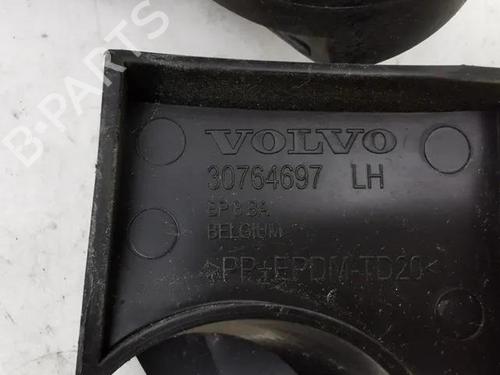 B-PARTS
VOLVO
30764697 LH
BELGIUM
>PP+EPDM-TD20<